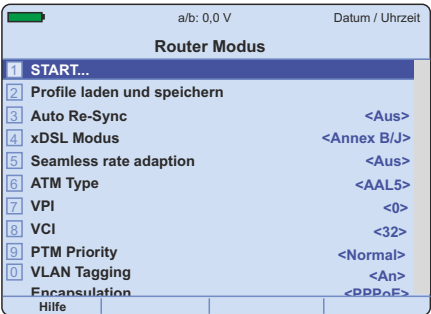 a/b: 0,0 V Datum / Uhrzeit
Router Modus
1 START...
2 Profile laden und speichern
3 Auto Re-Sync <Aus>
4 xDSL Modus <Annex B/J>
5 Seamless rate adaption <Aus>
6 ATM Type <AAL5>
7 VPI <0>
8 VCI <32>
9 PTM Priority <Normal>
0 VLAN Tagging <An>
Encapsulation <PPPoE>
Hilfe